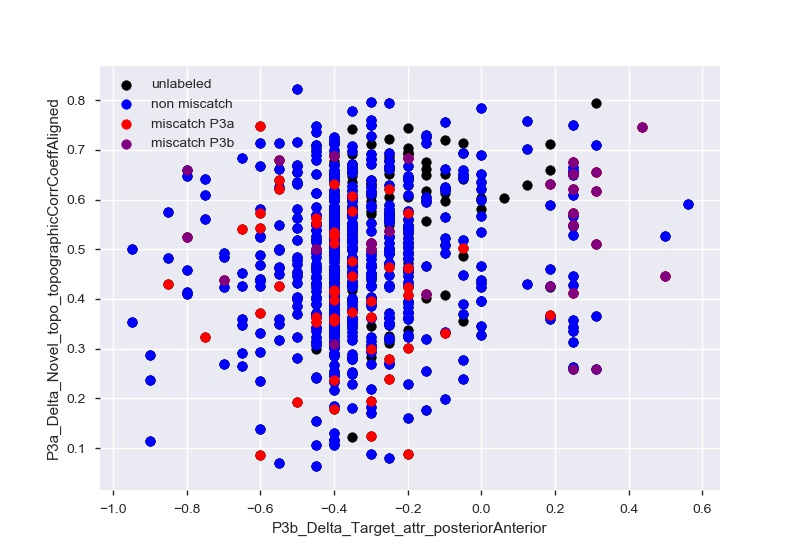 unlabeled
non miscatch
miscatch P3a
miscatch P3b
P3a_Delta_Novel_topo_topographicCorrCoeffAligned
0.8
0.7
0.6
0.5
0.4
0.3
0.2
0.1
−1.0 −0.8 −0.6 −0.4 −0.2 0.0 0.2 0.4 0.6
P3b_Delta_Target_attr_posteriorAnterior